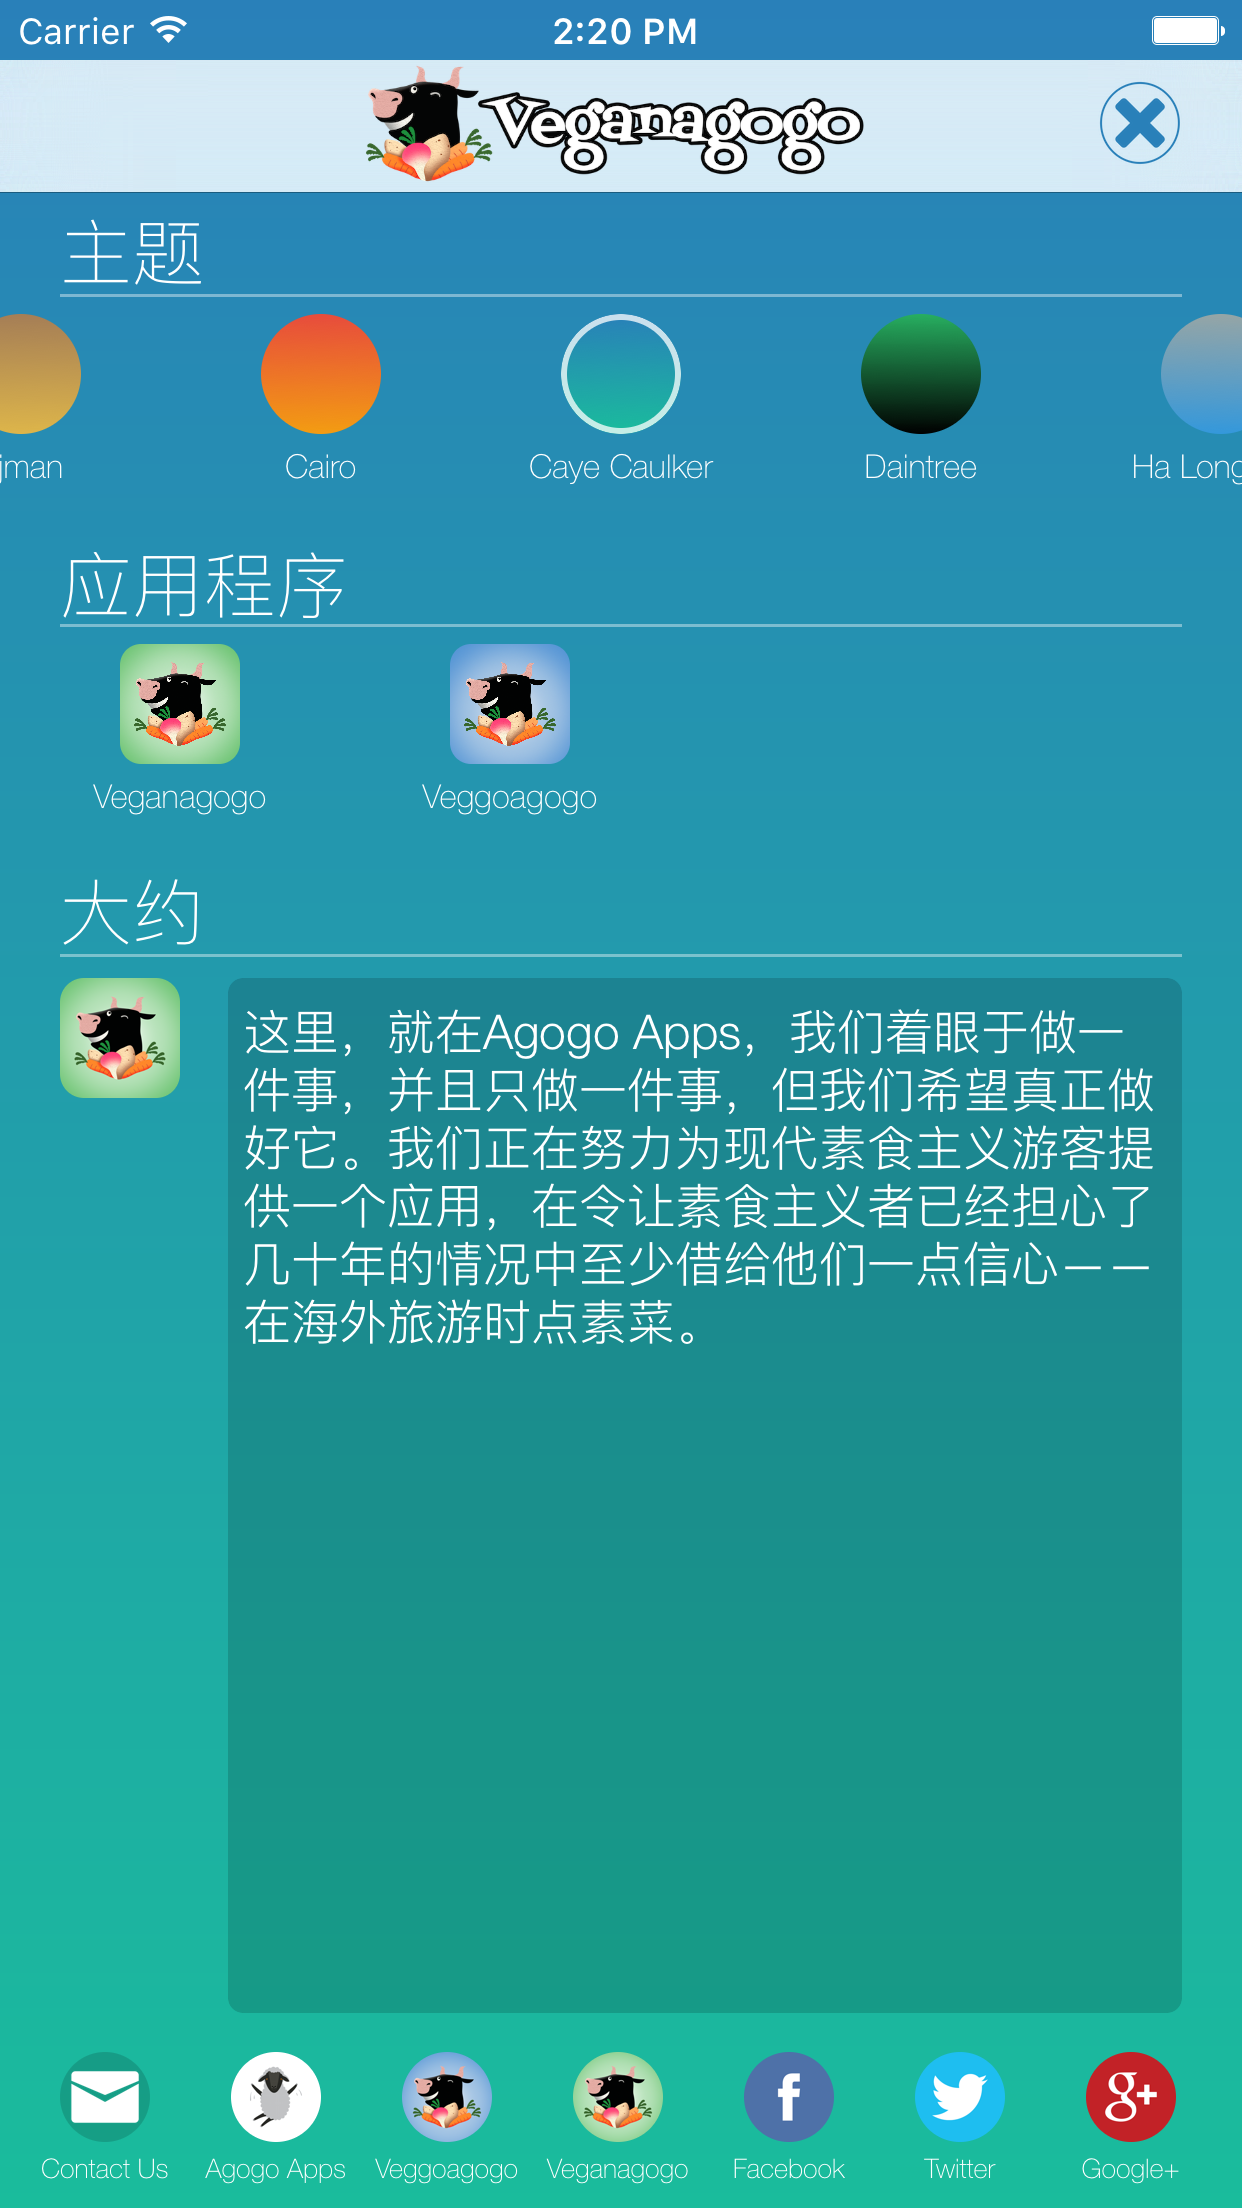 Carrier 2:20 PM
Veganagogo
主题
jman Cairo Caye Caulker Daintree Ha Long
应用程序
Veganagogo Veggoagogo
大约
这里，就在Agogo Apps，我们着眼于做一
件事，并且只做一件事，但我们希望真正做
好它。我们正在努力为现代素食主义游客提
供一个应用，在令让素食主义者已经担心了
几十年的情况中至少借给他们一点信心——
在海外旅游时点素菜。
Contact Us Agogo Apps Veggoagogo Veganagogo Facebook Twitter Google+